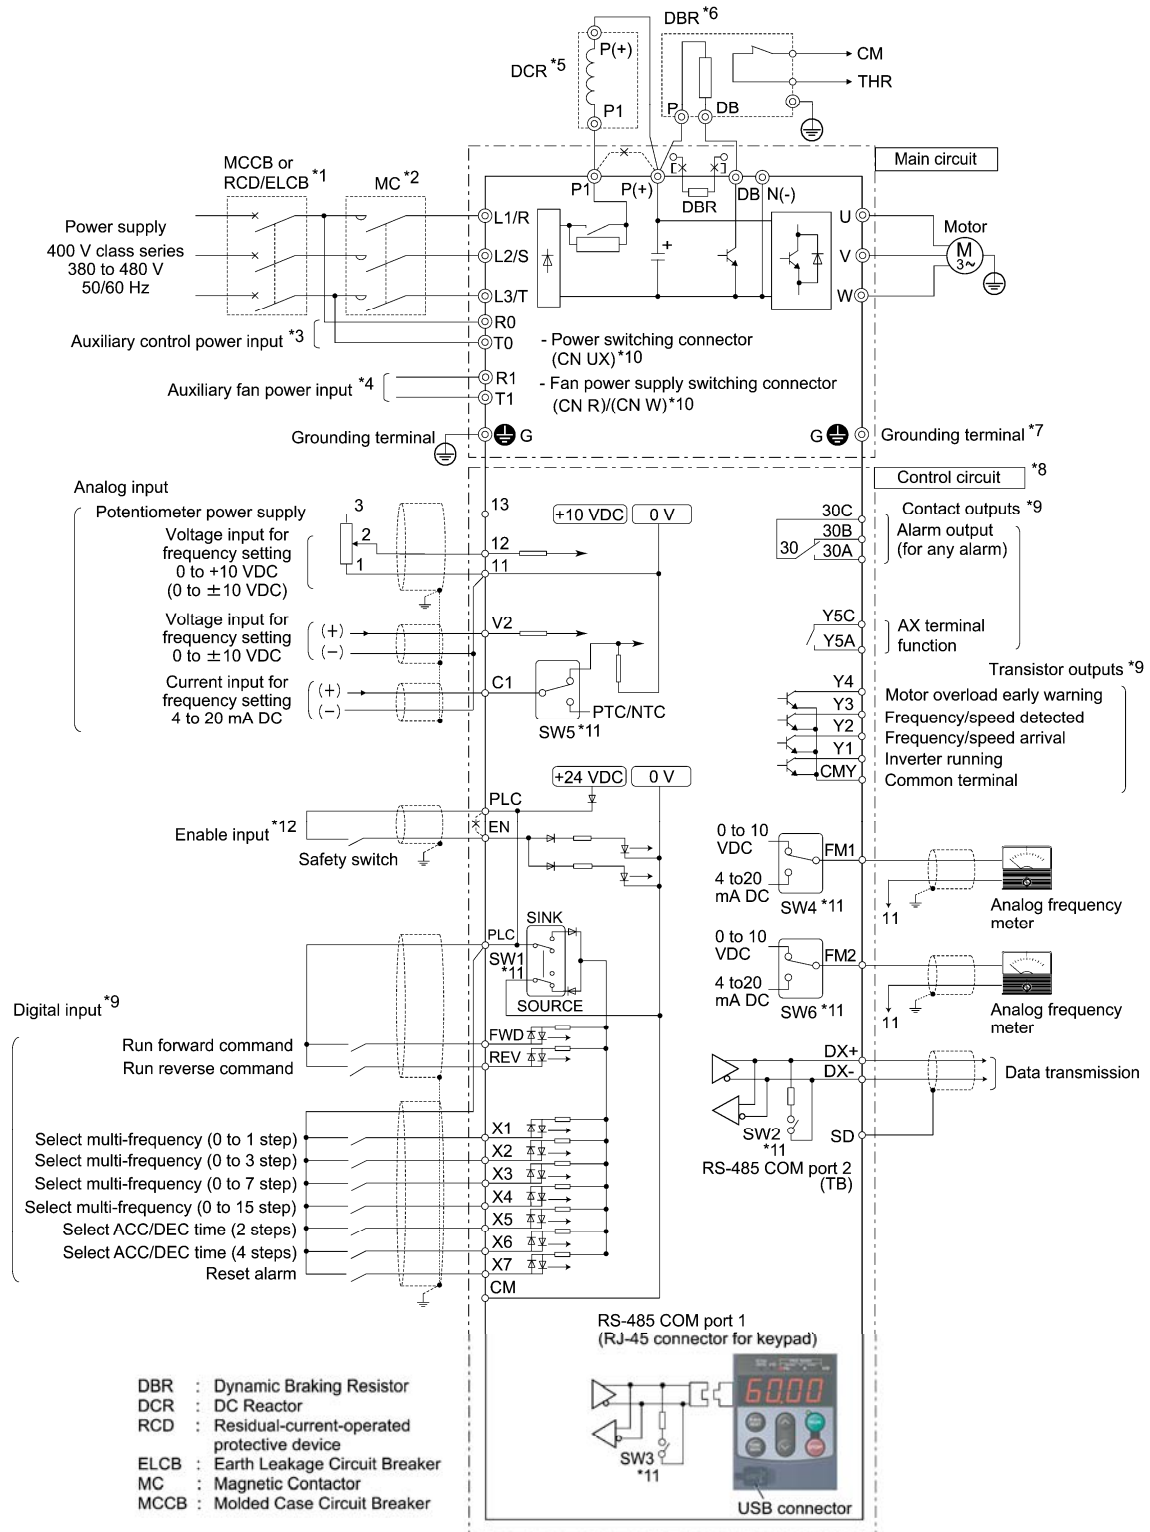 DBR *6
DCR *5
P(+)
P1
P
DB
CM
THR
MCCB or
RCD/ELCB *1
MC *2
P1
P(+)
DBR
DB
N(-)
Main circuit
Power supply
400 V class series
380 to 480 V
50/60 Hz
L1/R
L2/S
L3/T
+
U
V
W
Motor
M
3~
Auxiliary control power input *3
R0
T0
- Power switching connector
(CN UX) *10
Auxiliary fan power input *4
R1
T1
- Fan power supply switching connector
(CN R)/(CN W) *10
Grounding terminal
G
G
Grounding terminal *7
Control circuit *8
Analog input
Potentiometer power supply
3
2
1
Voltage input for
frequency setting
0 to +10 VDC
(0 to ±10 VDC)
13
12
11
+10 VDC
0 V
Voltage input for
frequency setting
0 to ±10 VDC
(+)
(-)
V2
Current input for
frequency setting
4 to 20 mA DC
(+)
(-)
C1
PTC/NTC
SW5 *11
Contact outputs *9
30C
30B
30
30A
Alarm output
(for any alarm)
Y5C
Y5A
AX terminal
function
Transistor outputs *9
Y4
Motor overload early warning
Y3
Frequency/speed detected
Y2
Frequency/speed arrival
Y1
Inverter running
CMY
Common terminal
+24 VDC
0 V
PLC
EN
Enable input *12
Safety switch
0 to 10
VDC
4 to20
mA DC
SW4 *11
FM1
11
Analog frequency
meter
PLC
SINK
SW1
*11
SOURCE
0 to 10
VDC
4 to20
mA DC
SW6 *11
FM2
11
Analog frequency
meter
Digital input *9
Run forward command
FWD
Run reverse command
REV
DX+
DX-
Data transmission
SW2
*11
SD
RS-485 COM port 2
(TB)
Select multi-frequency (0 to 1 step)
X1
Select multi-frequency (0 to 3 step)
X2
Select multi-frequency (0 to 7 step)
X3
Select multi-frequency (0 to 15 step)
X4
Select ACC/DEC time (2 steps)
X5
Select ACC/DEC time (4 steps)
X6
Reset alarm
X7
CM
RS-485 COM port 1
(RJ-45 connector for keypad)
60.00
SW3
*11
USB connector
DBR : Dynamic Braking Resistor
DCR : DC Reactor
RCD : Residual-current-operated
protective device
ELCB : Earth Leakage Circuit Breaker
MC : Magnetic Contactor
MCCB : Molded Case Circuit Breaker